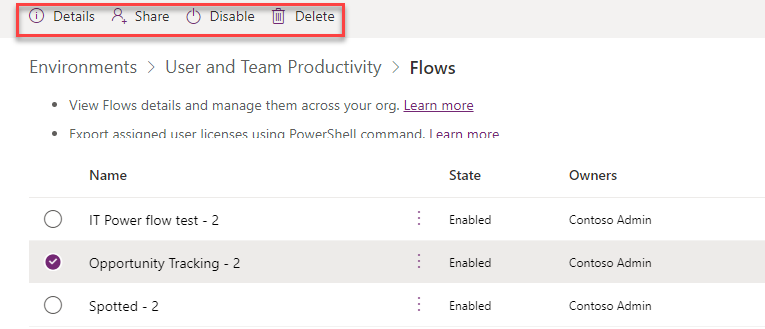 Details Share Disable Delete
Environments > User and Team Productivity > Flows
• View Flows details and manage them across your org. Learn more
• Export assigned user licenses using PowerShell command. Learn more
Name State Owners
IT Power flow test - 2 Enabled Contoso Admin
Opportunity Tracking - 2 Enabled Contoso Admin
Spotted - 2 Enabled Contoso Admin